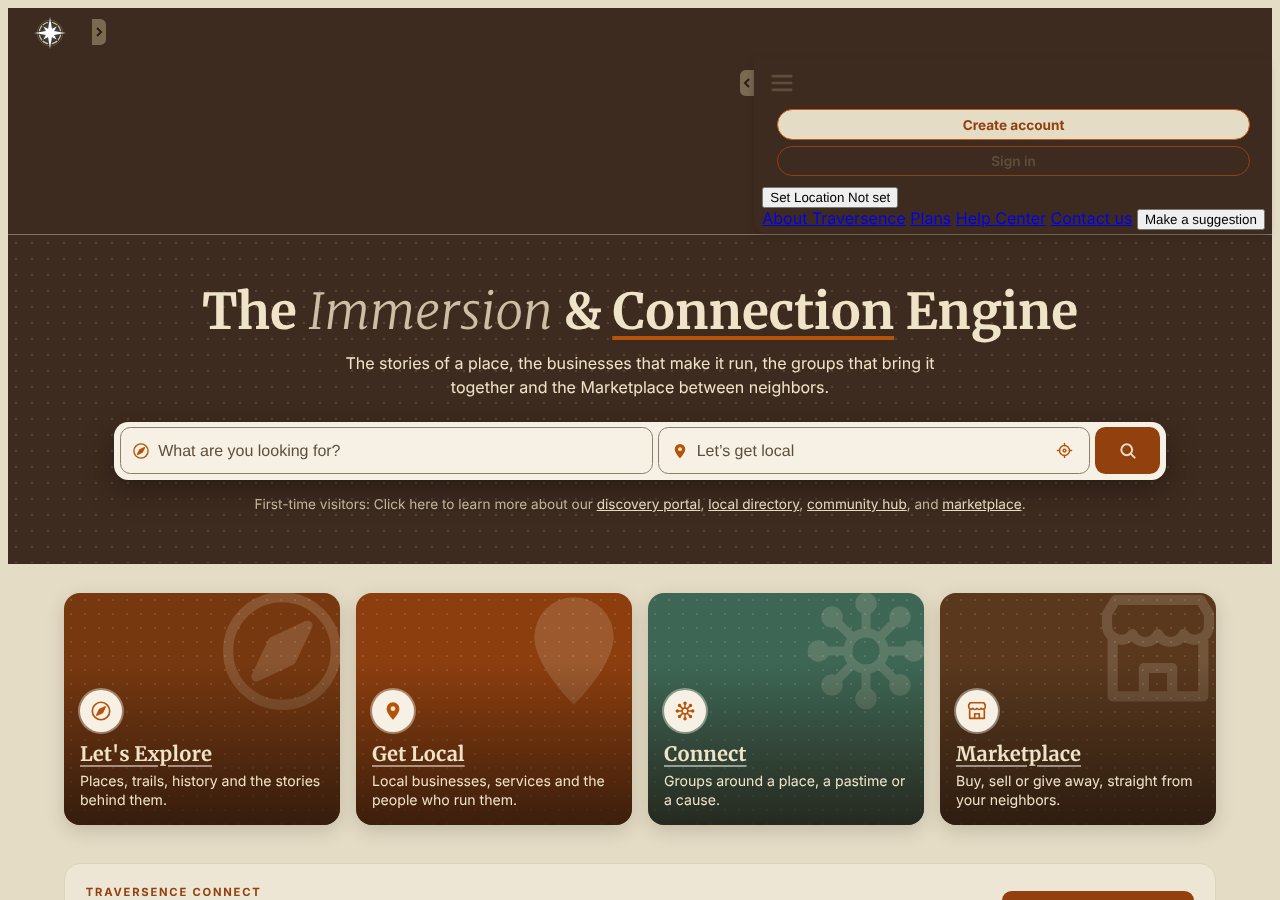 Create account
Sign in
Set Location Not set
About Traversence Plans Help Center Contact us Make a suggestion
The Immersion & Connection Engine
The stories of a place, the businesses that make it run, the groups that bring it
together and the Marketplace between neighbors.
What are you looking for?
Let's get local
First-time visitors: Click here to learn more about our discovery portal, local directory, community hub, and marketplace.
Let's Explore
Places, trails, history and the stories
behind them.
Get Local
Local businesses, services and the
people who run them.
Connect
Groups around a place, a pastime or
a cause.
Marketplace
Buy, sell or give away, straight from
your neighbors.
TRAVERSENCE CONNECT